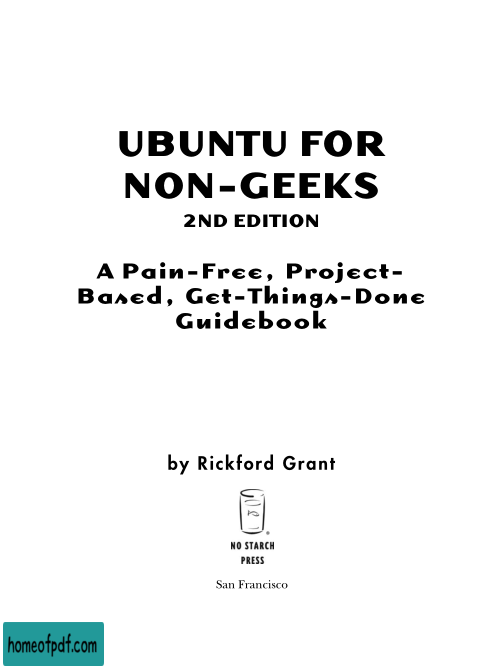 UBUNTU FOR
NON-GEEKS
2ND EDITION
A Pain-Free, Project-
Based, Get-Things-Done
Guidebook
by Rickford Grant
®
NO STARCH
PRESS
San Francisco
homeofpdf.com